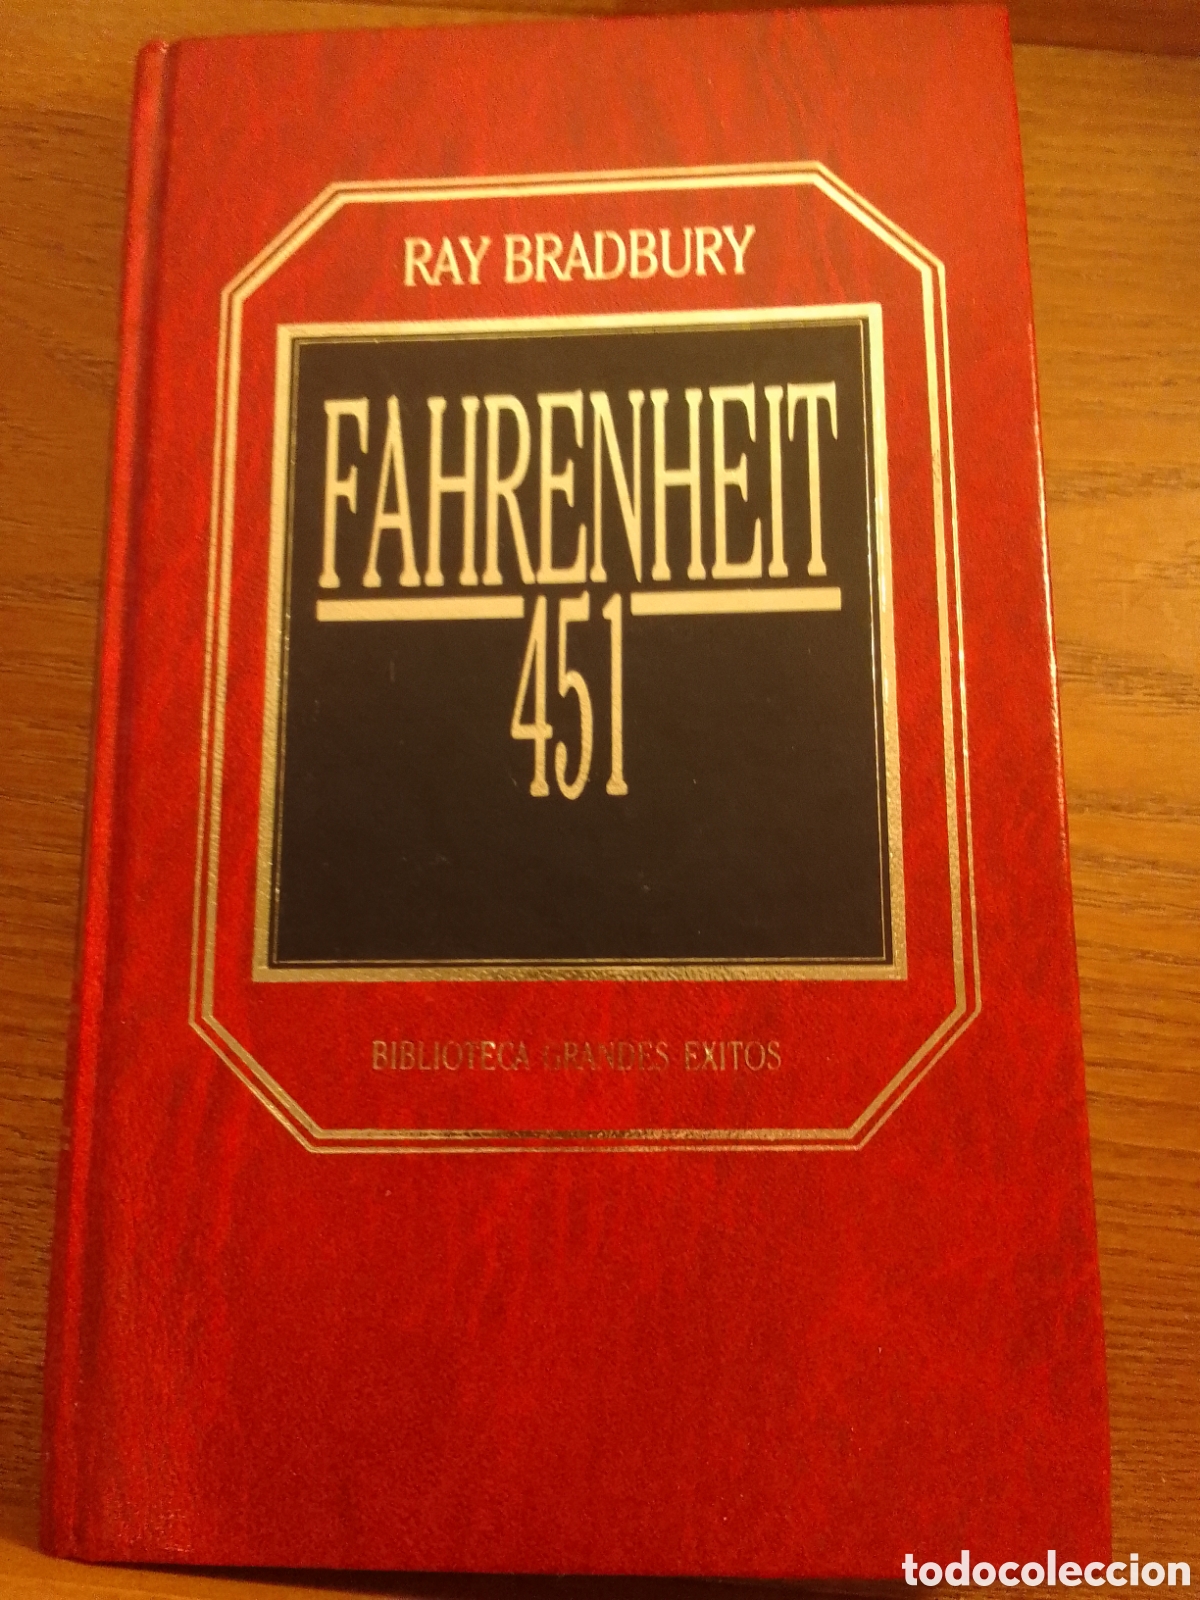 RAY BRADBURY
FAHRENHEIT
451
BIBLIOTECA GRANDES EXITOS
todocoleccion